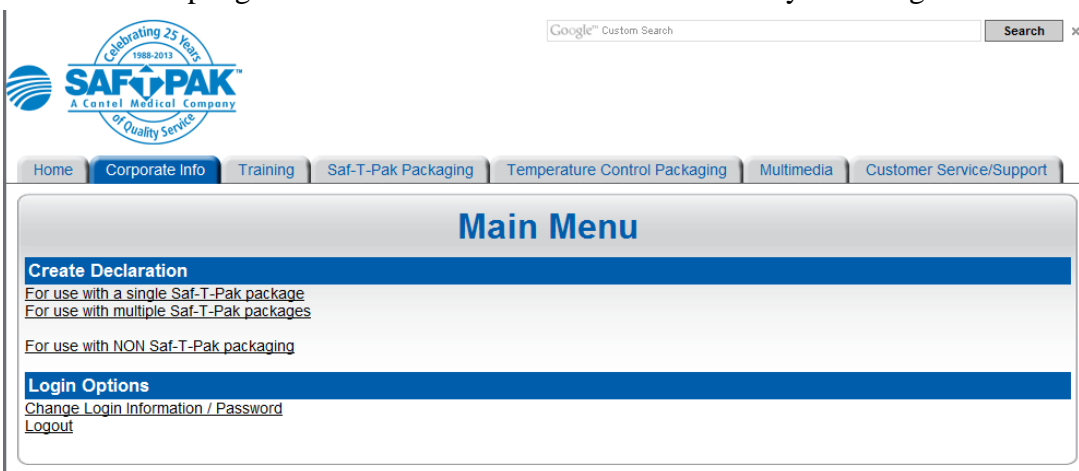 Google™ Custom Search
Search
×
Celebrating 25 Years
1988-2013
SAF-T-PAK™
A Cantel Medical Company
of Quality Service
Home
Corporate Info
Training
Saf-T-Pak Packaging
Temperature Control Packaging
Multimedia
Customer Service/Support
Main Menu
Create Declaration
For use with a single Saf-T-Pak package
For use with multiple Saf-T-Pak packages
For use with NON Saf-T-Pak packaging
Login Options
Change Login Information / Password
Logout